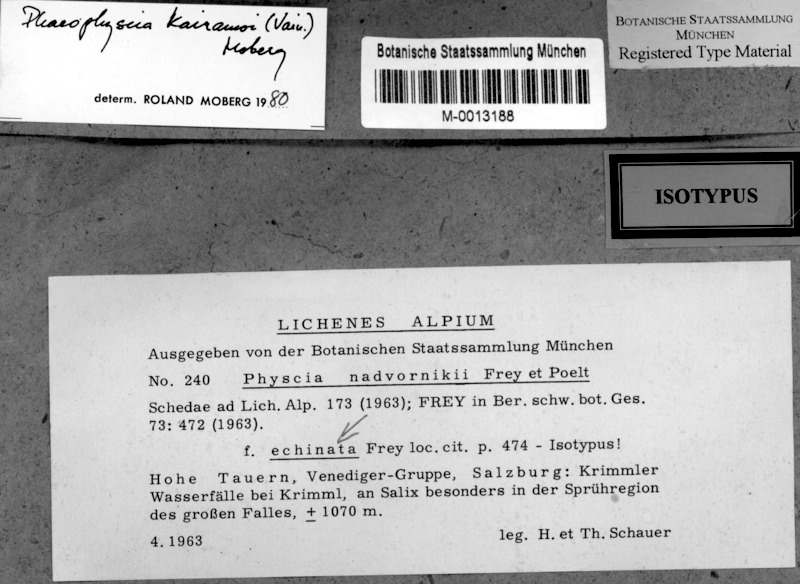 Phaeophyscia kairamoi (Vain.)
Moberg
determ. ROLAND MOBERG 1980
Botanische Staatssammlung München
M-0013188
BOTANISCHE STAATSSAMMLUNG
MÜNCHEN
Registered Type Material
ISOTYPUS
LICHENES ALPIUM
Ausgegeben von der Botanischen Staatssammlung München
No. 240 Physcia nadvornikii Frey et Poelt
Schedae ad Lich. Alp. 173 (1963); FREY in Ber. schw. bot. Ges.
73: 472 (1963).
f. echinata Frey loc. cit. p. 474 - Isotypus!
Hohe Tauern, Venediger-Gruppe, Salzburg: Krimmler
Wasserfälle bei Krimml, an Salix besonders in der Sprühregion
des großen Falles, ± 1070 m.
4. 1963 leg. H. et Th. Schauer